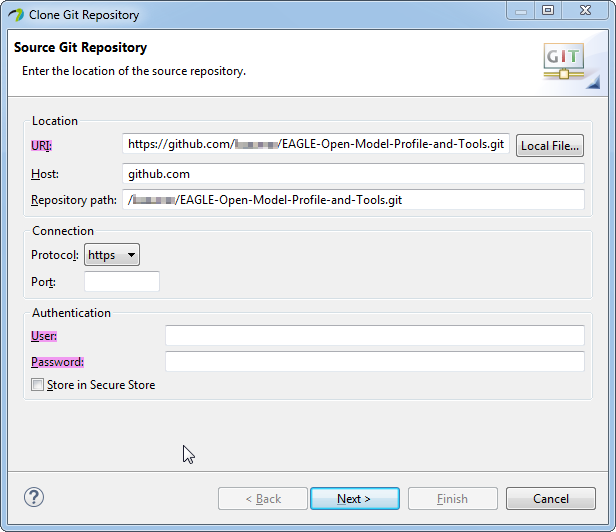 Clone Git Repository
Source Git Repository
Enter the location of the source repository.
GIT
Location
URI: https://github.com/ /EAGLE-Open-Model-Profile-and-Tools.git Local File...
Host: github.com
Repository path: / /EAGLE-Open-Model-Profile-and-Tools.git
Connection
Protocol: https
Port:
Authentication
User:
Password:
Store in Secure Store
? < Back Next > Finish Cancel